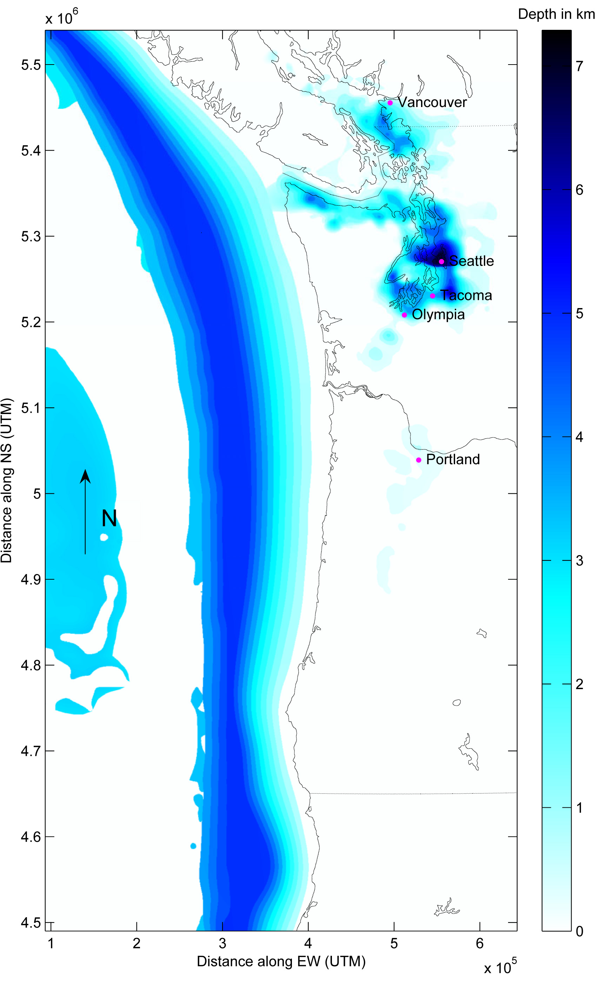 x 10^6
Depth in km
5.5
5.4
5.3
5.2
5.1
5
4.9
4.8
4.7
4.6
4.5
Distance along NS (UTM)
Vancouver
Seattle
Tacoma
Olympia
Portland
N
7
6
5
4
3
2
1
0
1 2 3 4 5 6
Distance along EW (UTM)
x 10^5